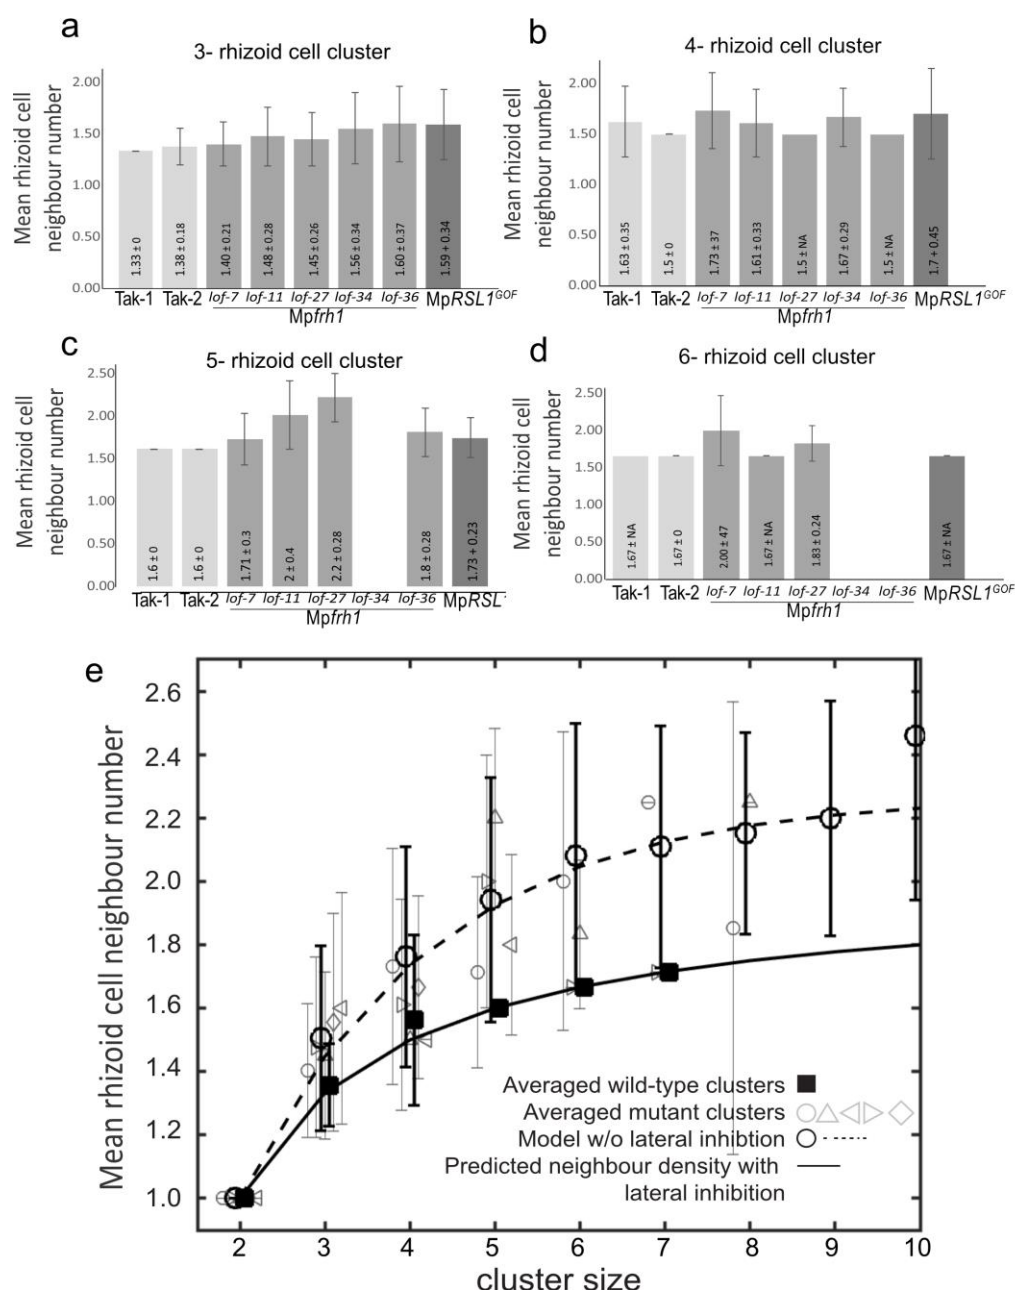 a
3- rhizoid cell cluster
Mean rhizoid cell
neighbour number
2.00
1.50
1.00
0.50
0.00
1.33 ± 0
1.38 ± 0.18
1.40 ± 0.21
1.48 ± 0.28
1.45 ± 0.26
1.56 ± 0.34
1.60 ± 0.37
1.59 + 0.34
Tak-1 Tak-2 lof-7 lof-11 lof-27 lof-34 lof-36 MpRSL1GOF
Mpfrh1
b
4- rhizoid cell cluster
Mean rhizoid cell
neighbour number
2.00
1.50
1.00
0.50
0.00
1.63 ± 0.35
1.5 ± 0
1.73 ± 37
1.61 ± 0.33
1.5 ± NA
1.67 ± 0.29
1.5 ± NA
1.7 + 0.45
Tak-1 Tak-2 lof-7 lof-11 lof-27 lof-34 lof-36 MpRSL1GOF
Mpfrh1
c
5- rhizoid cell cluster
Mean rhizoid cell
neighbour number
2.50
2.00
1.50
1.00
0.50
0.00
1.6 ± 0
1.6 ± 0
1.71 ± 0.3
2 ± 0.4
2.2 ± 0.28
1.8 ± 0.28
1.73 + 0.23
Tak-1 Tak-2 lof-7 lof-11 lof-27 lof-34 lof-36 MpRSL
Mpfrh1
d
6- rhizoid cell cluster
Mean rhizoid cell
neighbour number
2.50
2.00
1.50
1.00
0.50
0.00
1.67 ± NA
1.67 ± 0
2.00 ± 47
1.67 ± NA
1.83 ± 0.24
1.67 ± NA
Tak-1 Tak-2 lof-7 lof-11 lof-27 lof-34 lof-36 MpRSL1GOF
Mpfrh1
e
Mean rhizoid cell neighbour number
2.6
2.4
2.2
2.0
1.8
1.6
1.4
1.2
1.0
Averaged wild-type clusters
Averaged mutant clusters
Model w/o lateral inhibtion
Predicted neighbour density with
lateral inhibition
2 3 4 5 6 7 8 9 10
cluster size